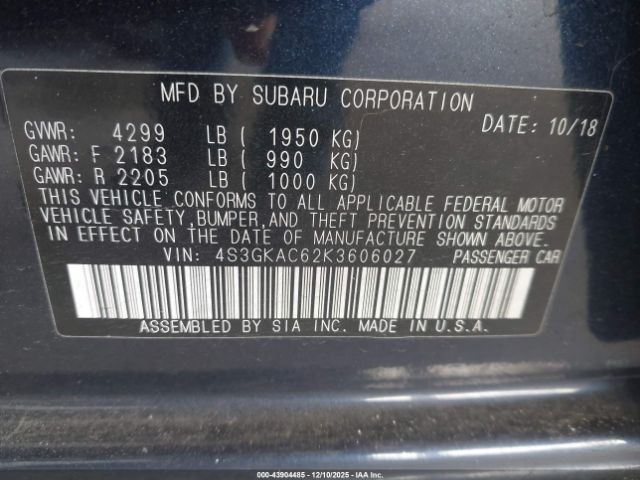 MFD BY SUBARU CORPORATION
GVWR: 4299 LB ( 1950 KG) DATE: 10/18
GAWR: F 2183 LB ( 990 KG)
GAWR: R 2205 LB ( 1000 KG)
THIS VEHICLE CONFORMS TO ALL APPLICABLE FEDERAL MOTOR
VEHICLE SAFETY, BUMPER, AND THEFT PREVENTION STANDARDS
IN EFFECT ON THE DATE OF MANUFACTURE SHOWN ABOVE.
VIN: 4S3GKAC62K3606027 PASSENGER CAR
ASSEMBLED BY SIA INC. MADE IN U.S.A.
000-43904485 - 12/10/2025 - IAAI.com